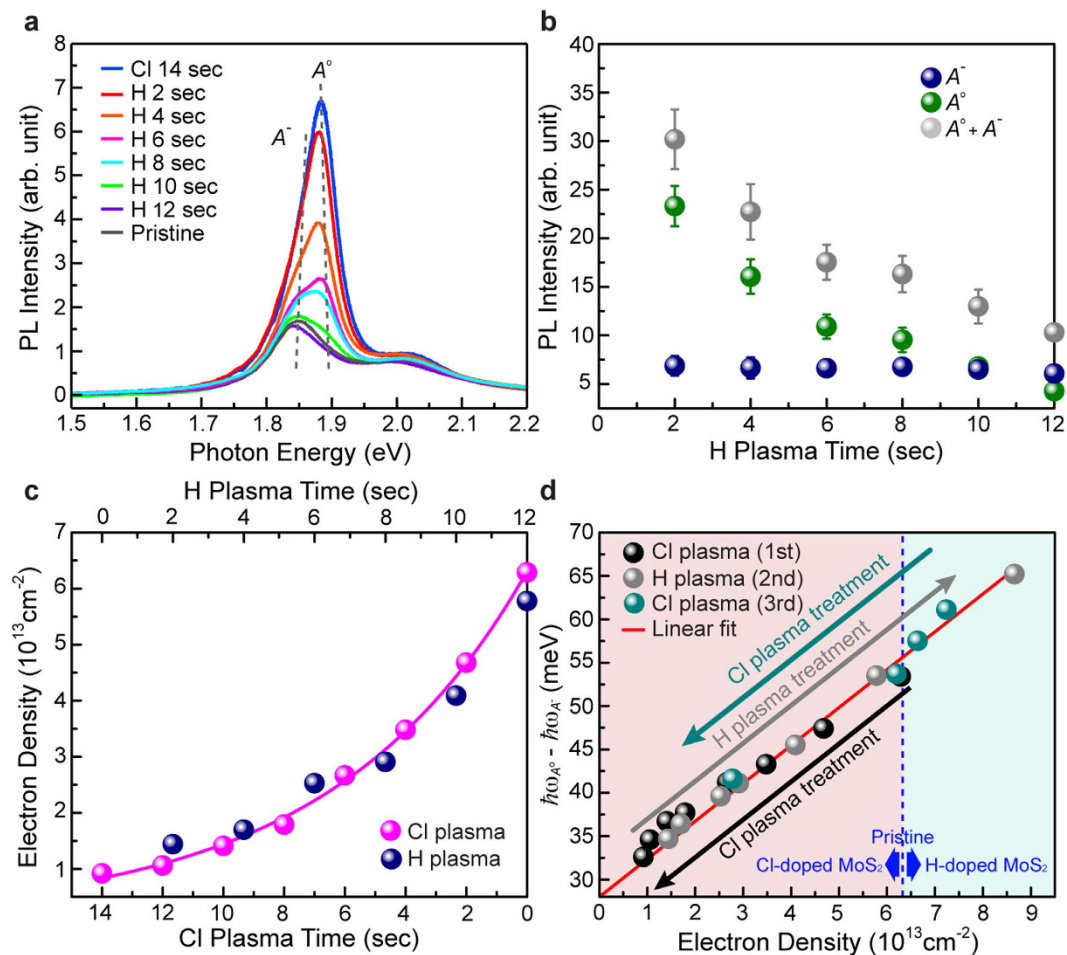 a
8
7
6
5
4
3
2
1
0
PL Intensity (arb. unit)
Cl 14 sec
H 2 sec
H 4 sec
H 6 sec
H 8 sec
H 10 sec
H 12 sec
Pristine
A⁻
A°
1.5 1.6 1.7 1.8 1.9 2.0 2.1 2.2
Photon Energy (eV)
b
40
35
30
25
20
15
10
5
PL Intensity (arb. unit)
A⁻
A°
A° + A⁻
0 2 4 6 8 10 12
H Plasma Time (sec)
c
H Plasma Time (sec)
0 2 4 6 8 10 12
7
6
5
4
3
2
1
Electron Density (10¹³cm⁻²)
Cl plasma
H plasma
14 12 10 8 6 4 2 0
Cl Plasma Time (sec)
d
70
65
60
55
50
45
40
35
30
ħω_A° - ħω_A⁻ (meV)
Cl plasma (1st)
H plasma (2nd)
Cl plasma (3rd)
Linear fit
Cl plasma treatment
H plasma treatment
Cl plasma treatment
Pristine
Cl-doped MoS₂
H-doped MoS₂
0 1 2 3 4 5 6 7 8 9
Electron Density (10¹³cm⁻²)